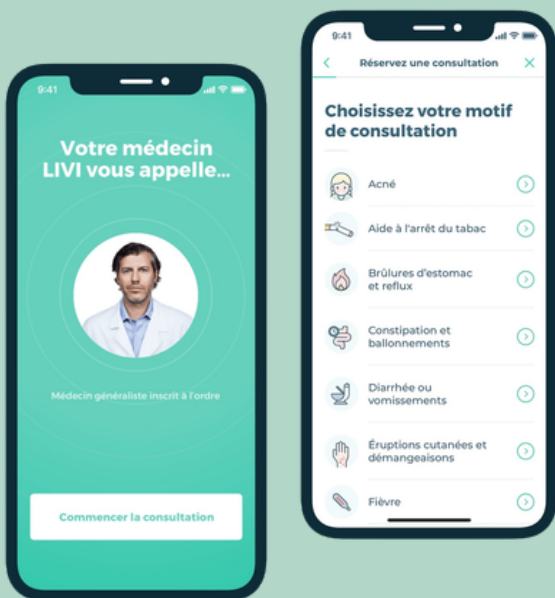 9:41
Votre médecin
LIVI vous appelle...
Médecin généraliste inscrit à l'ordre
Commencer la consultation
9:41
Réservez une consultation
Choisissez votre motif
de consultation
Acné
Aide à l'arrêt du tabac
Brûlures d'estomac
et reflux
Constipation et
ballonnements
Diarrhée ou
vomissements
Éruptions cutanées et
démangeaisons
Fièvre